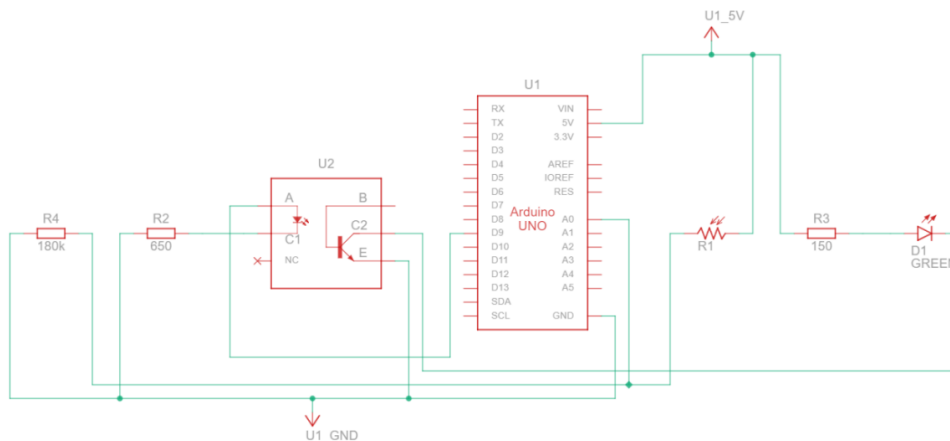 U1_5V
U1
RX VIN
TX 5V
D2 3.3V
D3
D4 AREF
D5 IOREF
D6 RES
D7
D8 A0
D9 A1
D10 A2
D11 A3
D12 A4
D13 A5
SDA
SCL GND
Arduino
UNO
U2
A B
C1 C2
NC E
R4
180k
R2
650
R1
R3
150
D1
GREEN
U1_GND